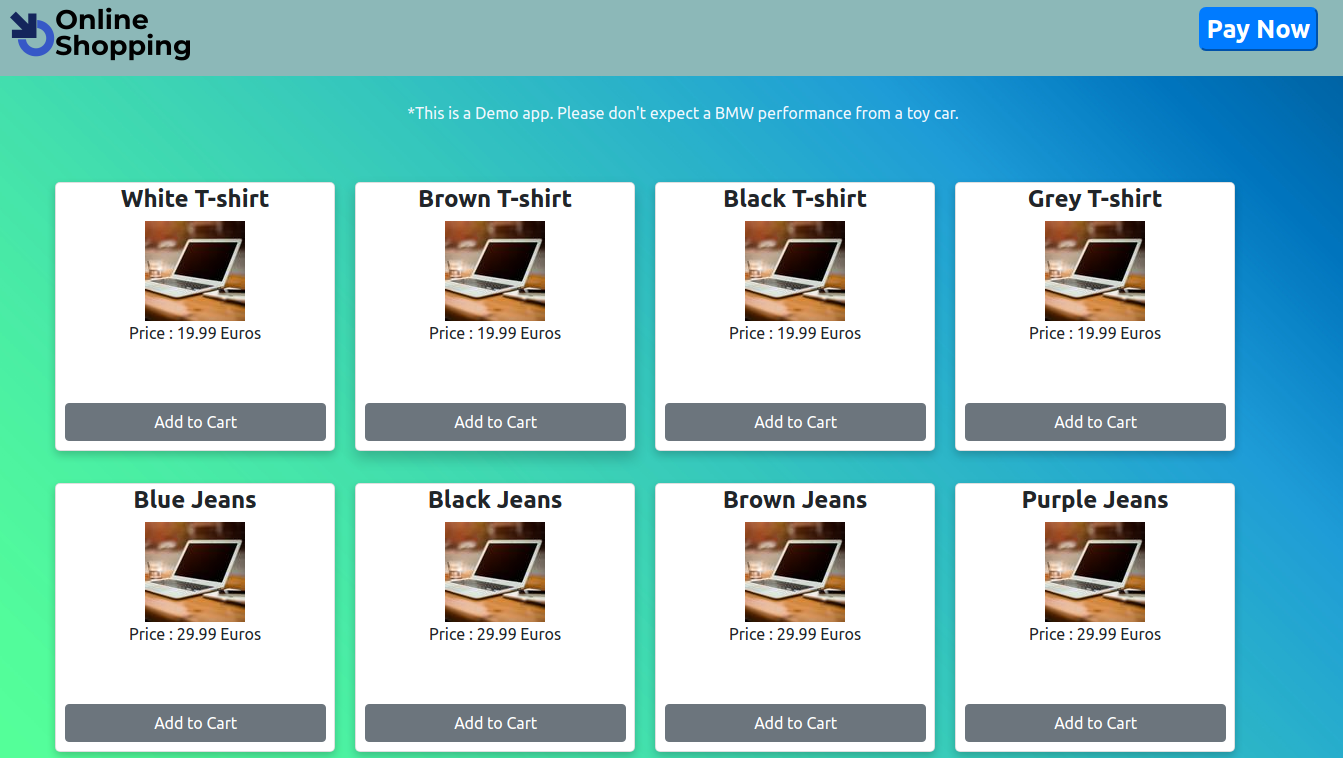 Online
Shopping
Pay Now
*This is a Demo app. Please don't expect a BMW performance from a toy car.
White T-shirt
Price : 19.99 Euros
Add to Cart
Brown T-shirt
Price : 19.99 Euros
Add to Cart
Black T-shirt
Price : 19.99 Euros
Add to Cart
Grey T-shirt
Price : 19.99 Euros
Add to Cart
Blue Jeans
Price : 29.99 Euros
Add to Cart
Black Jeans
Price : 29.99 Euros
Add to Cart
Brown Jeans
Price : 29.99 Euros
Add to Cart
Purple Jeans
Price : 29.99 Euros
Add to Cart